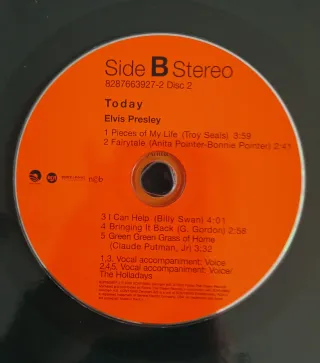 Side B Stereo
8287663927-2 Disc 2
Today
Elvis Presley
1 Pieces of My Life (Troy Seals) 3:59
2 Fairytale (Anita Pointer-Bonnie Pointer) 2:41
3 I Can Help (Billy Swan) 4:01
4 Bringing It Back (G. Gordon) 2:58
5 Green Green Grass of Home
(Claude Putman, Jr) 3:32
1,3, Vocal accompaniment: Voice
2,4,5, Vocal accompaniment: Voice/
The Holladays